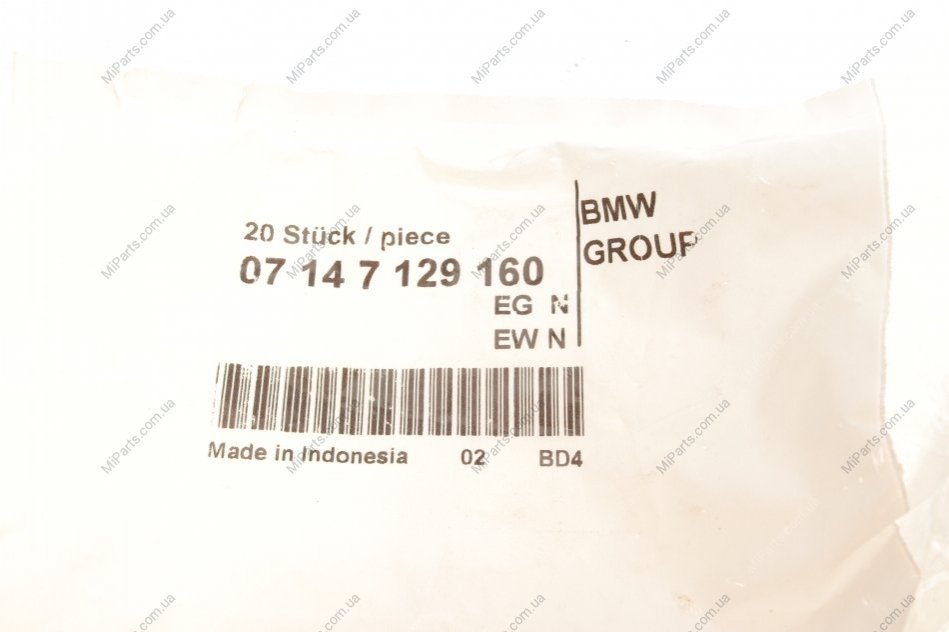 20 Stück / piece
07 14 7 129 160
EG N
EW N
BMW
GROUP
Made in Indonesia 02 BD4
MiParts.com.ua